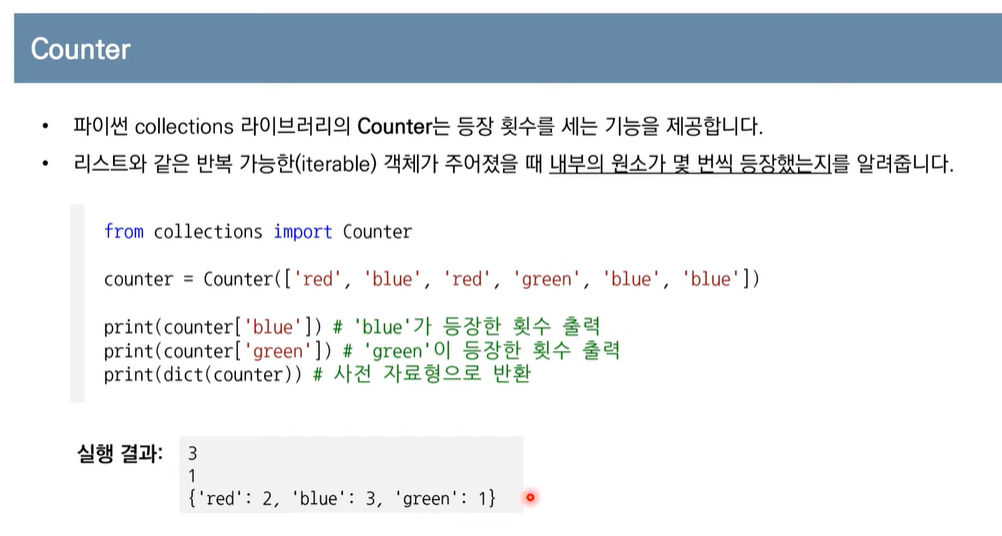 Counter
• 파이썬 collections 라이브러리의 Counter는 등장 횟수를 세는 기능을 제공합니다.
• 리스트와 같은 반복 가능한(iterable) 객체가 주어졌을 때 내부의 원소가 몇 번씩 등장했는지를 알려줍니다.
from collections import Counter
counter = Counter(['red', 'blue', 'red', 'green', 'blue', 'blue'])
print(counter['blue']) # 'blue'가 등장한 횟수 출력
print(counter['green']) # 'green'이 등장한 횟수 출력
print(dict(counter)) # 사전 자료형으로 반환
실행 결과:
3
1
{'red': 2, 'blue': 3, 'green': 1}